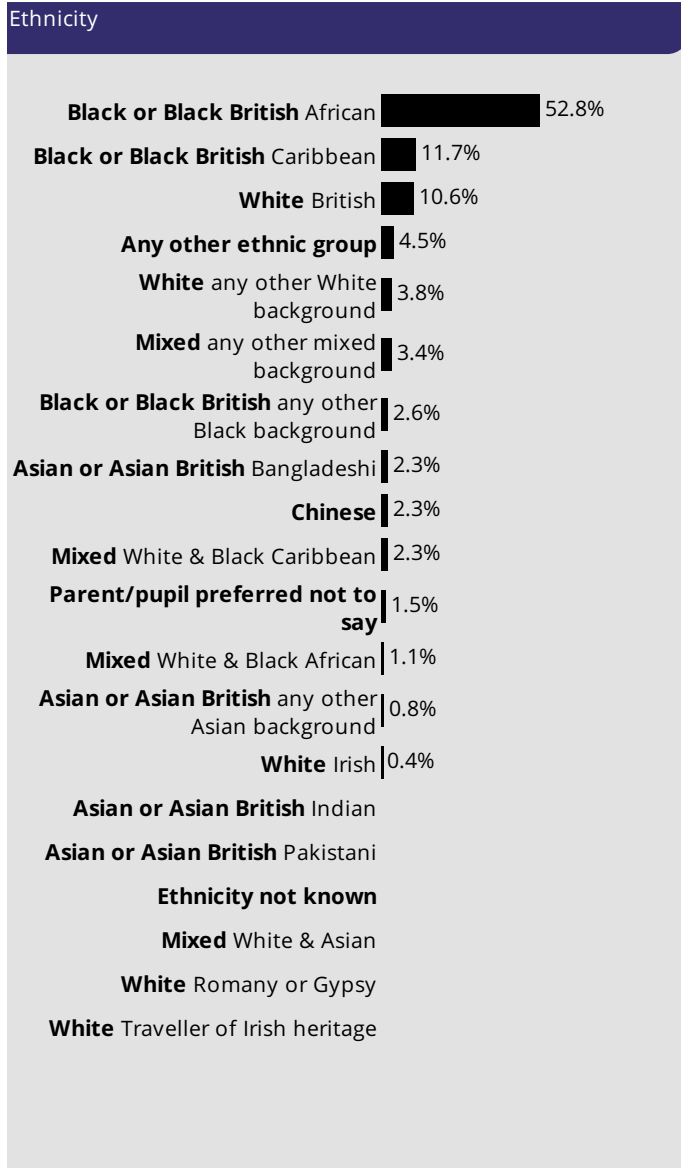 Ethnicity
Black or Black British African 52.8%
Black or Black British Caribbean 11.7%
White British 10.6%
Any other ethnic group 4.5%
White any other White
background 3.8%
Mixed any other mixed
background 3.4%
Black or Black British any other
Black background 2.6%
Asian or Asian British Bangladeshi 2.3%
Chinese 2.3%
Mixed White & Black Caribbean 2.3%
Parent/pupil preferred not to
say 1.5%
Mixed White & Black African 1.1%
Asian or Asian British any other
Asian background 0.8%
White Irish 0.4%
Asian or Asian British Indian
Asian or Asian British Pakistani
Ethnicity not known
Mixed White & Asian
White Romany or Gypsy
White Traveller of Irish heritage